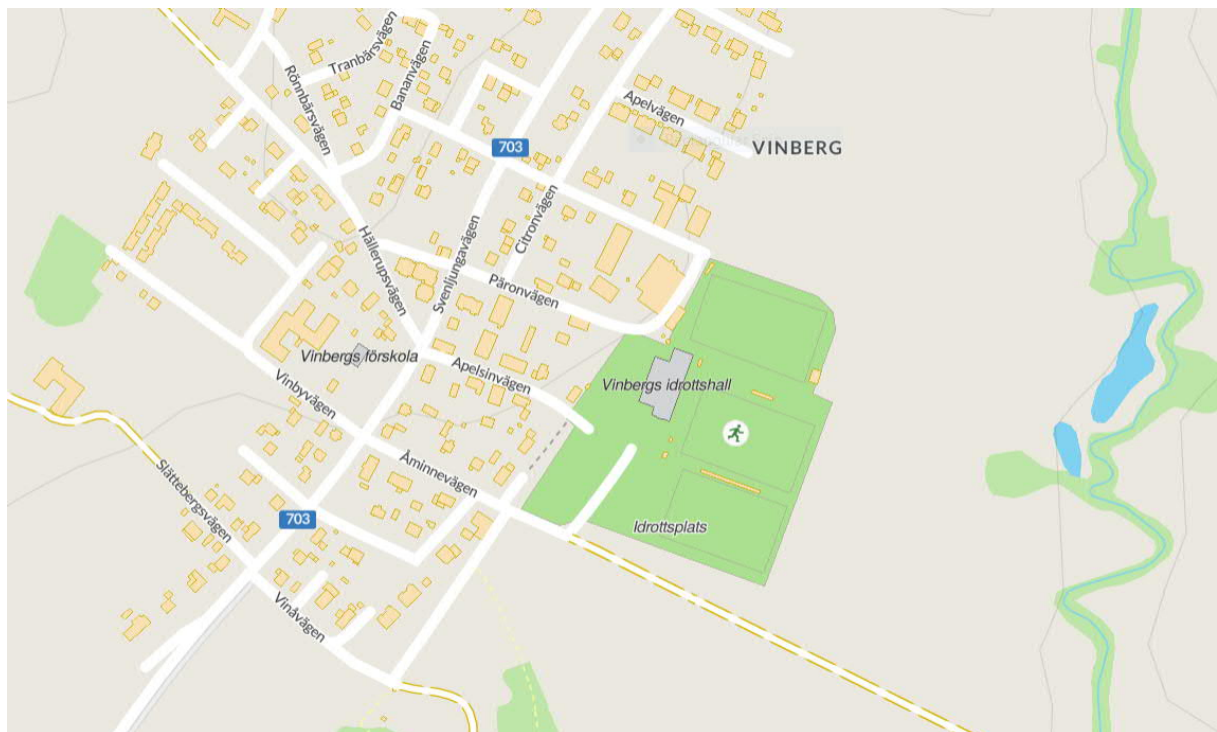 Tranbärsvägen
Bananvägen
Rönnbärsvägen
Apelvägen
703
VINBERG
Citronvägen
Hällerupsvägen
Svenljungavägen
Päronvägen
Vinbergs förskola
Apelsinvägen
Vinbergs idrottshall
Vinbyvägen
Åminnevägen
Slättebergsvägen
703
Idrottsplats
Vinåvägen